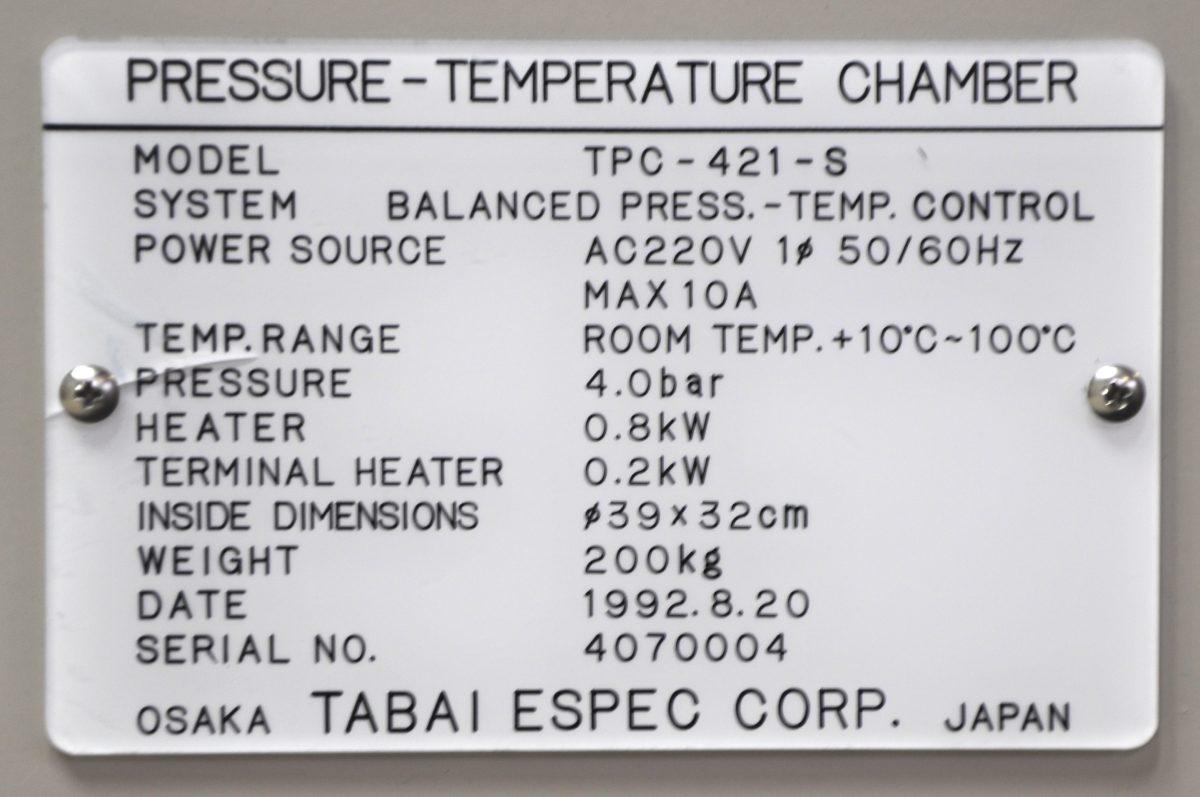 PRESSURE-TEMPERATURE CHAMBER
MODEL TPC-421-S
SYSTEM BALANCED PRESS.-TEMP. CONTROL
POWER SOURCE AC220V 1ø 50/60Hz
MAX 10A
TEMP. RANGE ROOM TEMP.+10°C~100°C
PRESSURE 4.0bar
HEATER 0.8kW
TERMINAL HEATER 0.2kW
INSIDE DIMENSIONS ø39×32cm
WEIGHT 200kg
DATE 1992.8.20
SERIAL NO. 4070004
OSAKA TABAI ESPEC CORP. JAPAN